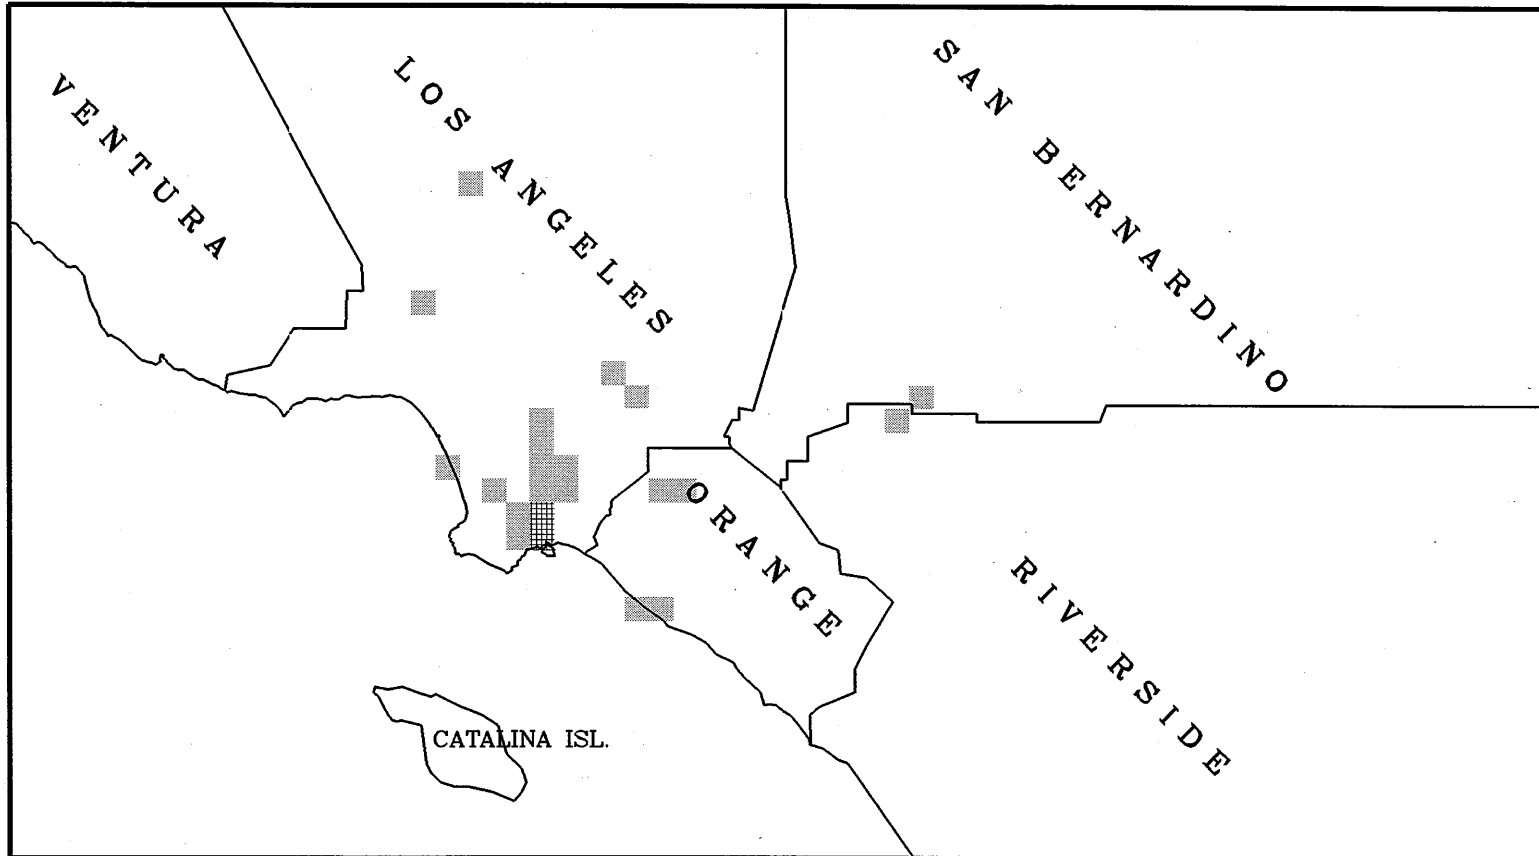 VENTURA
LOS ANGELES
SAN BERNARDINO
ORANGE
RIVERSIDE
CATALINA ISL.